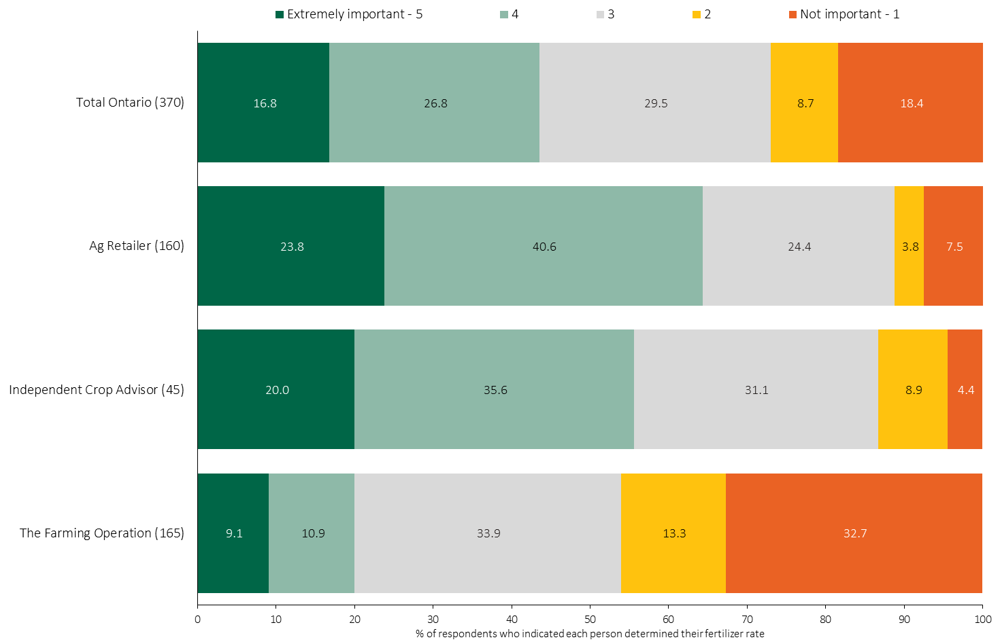 Extremely important - 5 4 3 2 Not important - 1
Total Ontario (370) 16.8 26.8 29.5 8.7 18.4
Ag Retailer (160) 23.8 40.6 24.4 3.8 7.5
Independent Crop Advisor (45) 20.0 35.6 31.1 8.9 4.4
The Farming Operation (165) 9.1 10.9 33.9 13.3 32.7
0 10 20 30 40 50 60 70 80 90 100
% of respondents who indicated each person determined their fertilizer rate